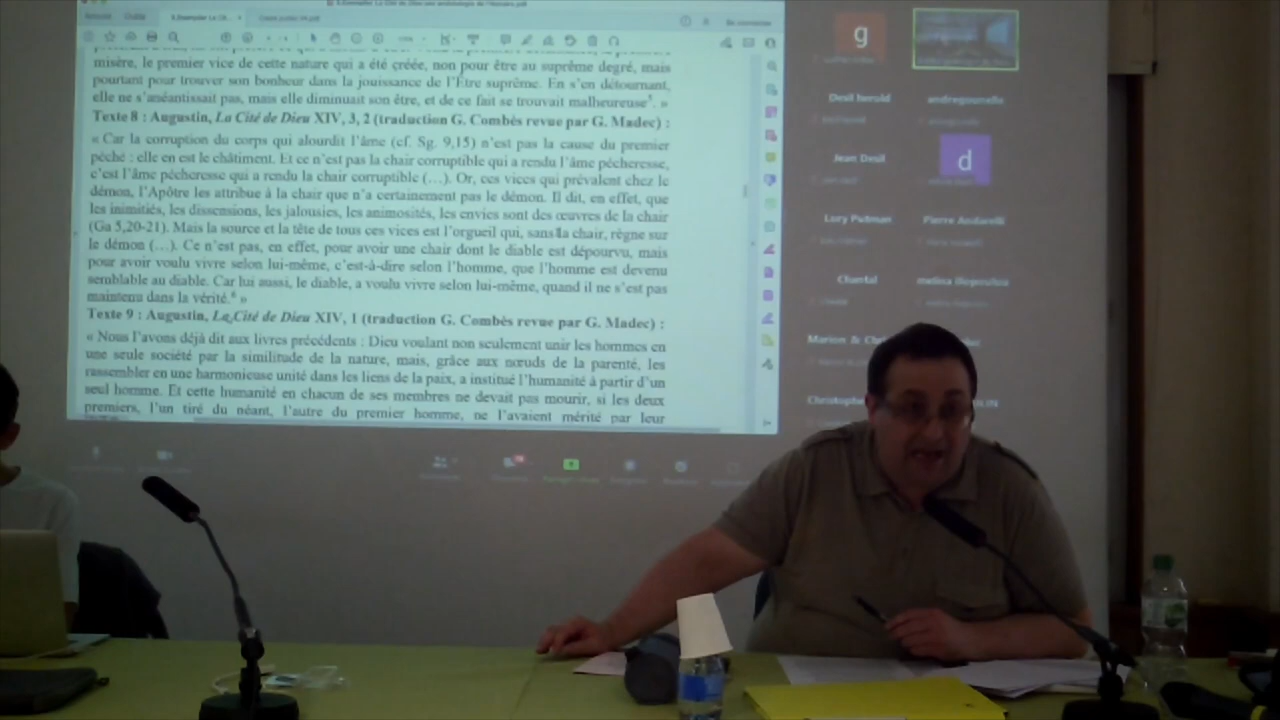 misère, le premier vice de cette nature qui a été créée, non pour être au suprême degré, mais
pourtant pour trouver son bonheur dans la jouissance de l'Être suprême. En s'en détournant,
elle ne s'anéantissait pas, mais elle diminuait son être, et de ce fait se trouvait malheureuse⁵. »
Texte 8 : Augustin, La Cité de Dieu XIV, 3, 2 (traduction G. Combès revue par G. Madec) :
« Car la corruption du corps qui alourdit l'âme (cf. Sg. 9,15) n'est pas la cause du premier
péché : elle en est le châtiment. Et ce n'est pas la chair corruptible qui a rendu l'âme pécheresse,
c'est l'âme pécheresse qui a rendu la chair corruptible (…). Or, ces vices qui prévalent chez le
démon, l'Apôtre les attribue à la chair que n'a certainement pas le démon. Il dit, en effet, que
les inimitiés, les dissensions, les jalousies, les animosités, les envies sont des œuvres de la chair
(Ga 5,20-21). Mais la source et la tête de tous ces vices est l'orgueil qui, sans la chair, règne sur
le démon (…). Ce n'est pas, en effet, pour avoir une chair dont le diable est dépourvu, mais
pour avoir voulu vivre selon lui-même, c'est-à-dire selon l'homme, que l'homme est devenu
semblable au diable. Car lui aussi, le diable, a voulu vivre selon lui-même, quand il ne s'est pas
maintenu dans la vérité.⁶ »
Texte 9 : Augustin, La Cité de Dieu XIV, 1 (traduction G. Combès revue par G. Madec) :
« Nous l'avons déjà dit aux livres précédents : Dieu voulant non seulement unir les hommes en
une seule société par la similitude de la nature, mais, grâce aux nœuds de la parenté, les
rassembler en une harmonieuse unité dans les liens de la paix, a institué l'humanité à partir d'un
seul homme. Et cette humanité en chacun de ses membres ne devait pas mourir, si les deux
premiers, l'un tiré du néant, l'autre du premier homme, ne l'avaient mérité par leur
g
Desil herold
andregounelle
Jean Desil
d
Lory Putman
Pierre
Chantal
Marion &
Christophe